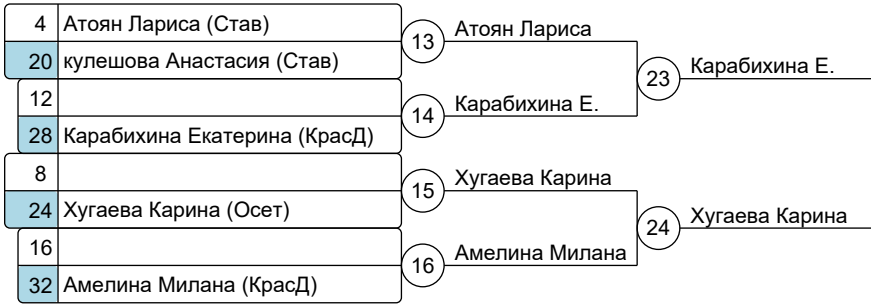 4 Атоян Лариса (Став)
20 кулешова Анастасия (Став)
13 Атоян Лариса
12
28 Карабихина Екатерина (КрасД)
14 Карабихина Е.
23 Карабихина Е.
8
24 Хугаева Карина (Осет)
15 Хугаева Карина
16
32 Амелина Милана (КрасД)
16 Амелина Милана
24 Хугаева Карина